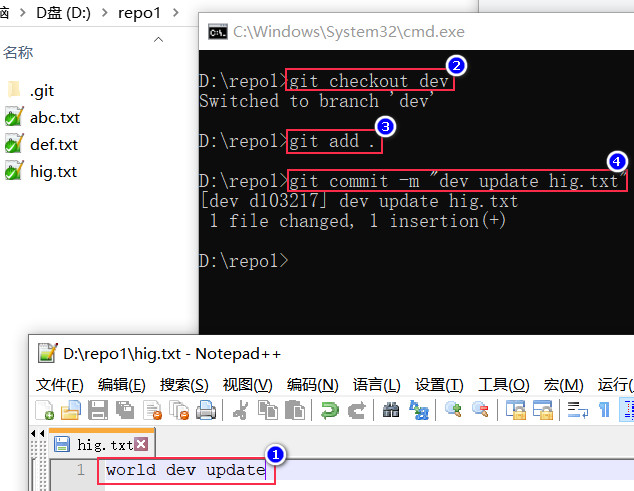 脑 › D盘 (D:) › repo1 ›
名称
.git
abc.txt
def.txt
hig.txt
C:\Windows\System32\cmd.exe
D:\repo1>git checkout dev
2
Switched to branch 'dev'
D:\repo1>git add .
3
4
D:\repo1>git commit -m "dev update hig.txt"
[dev d103217] dev update hig.txt
1 file changed, 1 insertion(+)
D:\repo1>
D:\repo1\hig.txt - Notepad++
文件(F) 编辑(E) 搜索(S) 视图(V) 编码(N) 语言(L) 设置(T) 工具(O) 宏(M) 运行(
hig.txt
1 world dev update
1